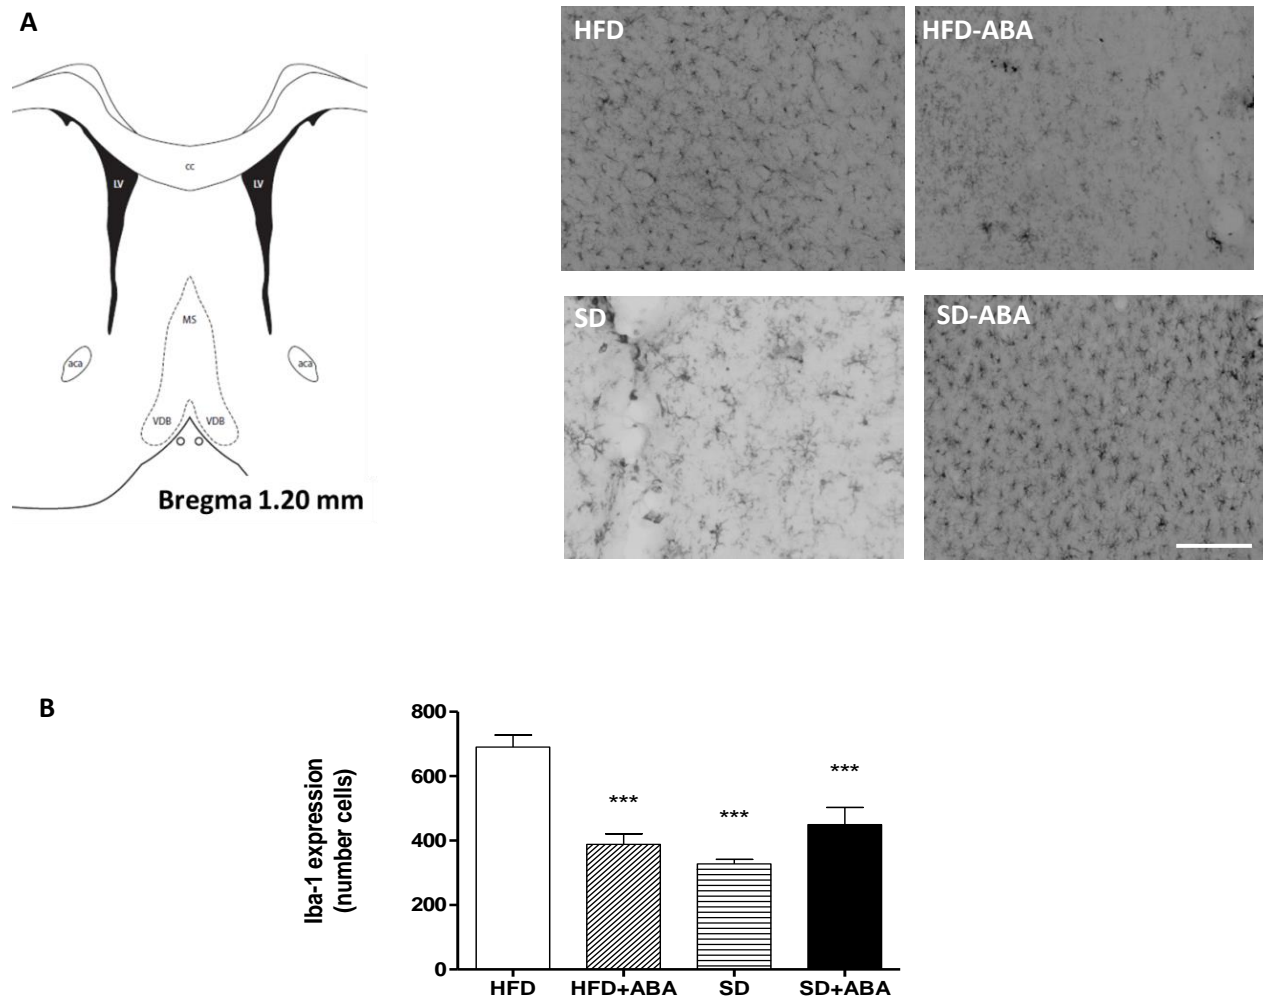 A
HFD
HFD-ABA
cc
LV
LV
SD
SD-ABA
MS
aca
aca
VDB
VDB
Bregma 1.20 mm
B
Iba-1 expression
(number cells)
800
600
400
200
0
***
***
***
HFD
HFD+ABA
SD
SD+ABA